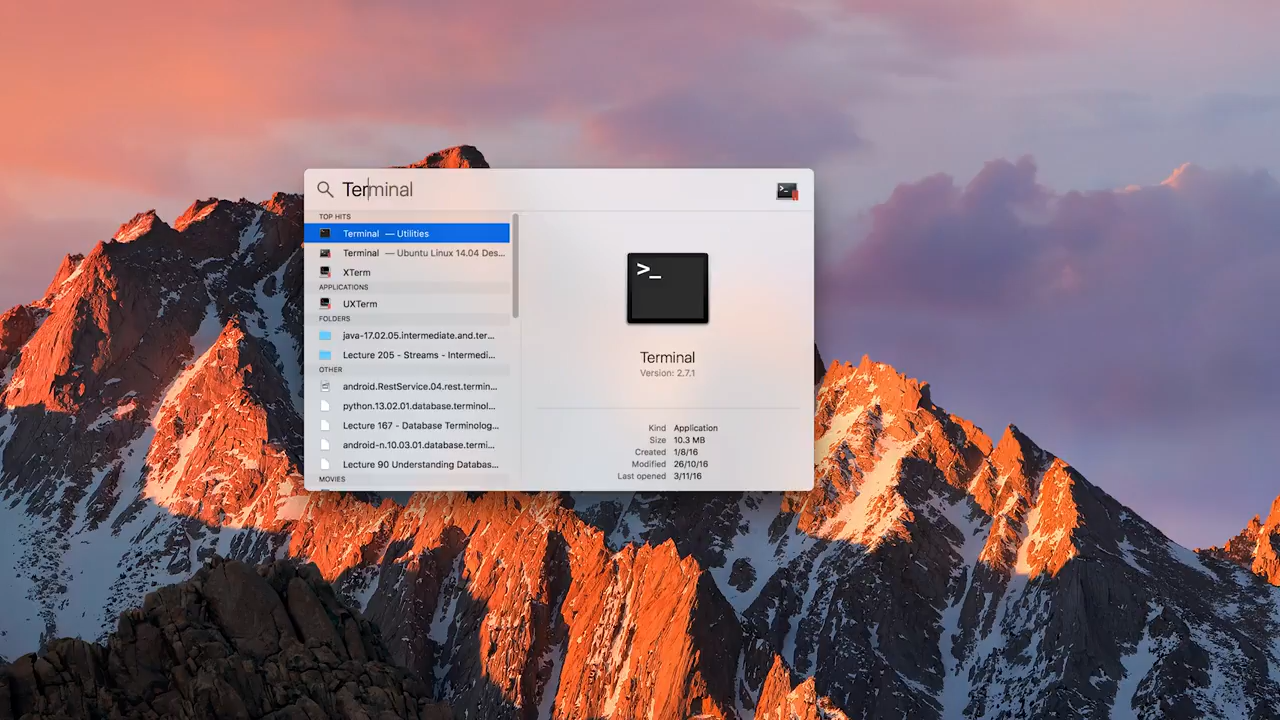 Terminal
TOP HITS
Terminal — Utilities
Terminal — Ubuntu Linux 14.04 Des...
XTerm
APPLICATIONS
UXTerm
FOLDERS
java-17.02.05.intermediate.and.ter...
Lecture 205 - Streams - Intermedi...
OTHER
android.RestService.04.rest.termin...
python.13.02.01.database.terminol...
Lecture 167 - Database Terminolog...
android-n.10.03.01.database.termi...
Lecture 90 Understanding Databas...
MOVIES
>_
Terminal
Version: 2.7.1
Kind Application
Size 10.3 MB
Created 1/8/16
Modified 26/10/16
Last opened 3/11/16